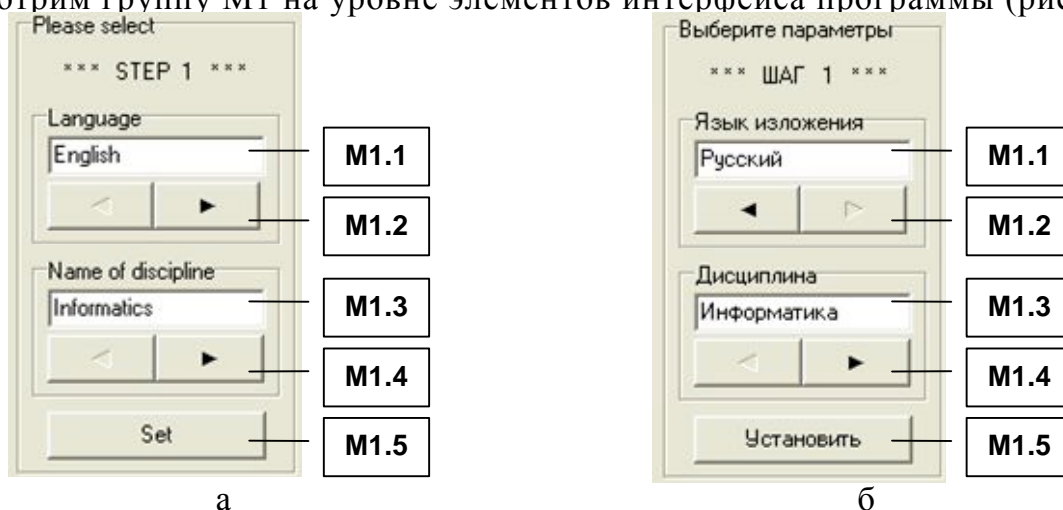 отрим группу М1 на уровне элементов интерфейса программы (рис
Please select
*** STEP 1 ***
Language
English
M1.1
M1.2
Name of discipline
Informatics
M1.3
M1.4
Set
M1.5
а
Выберите параметры
*** ШАГ 1 ***
Язык изложения
Русский
M1.1
M1.2
Дисциплина
Информатика
M1.3
M1.4
Установить
M1.5
б